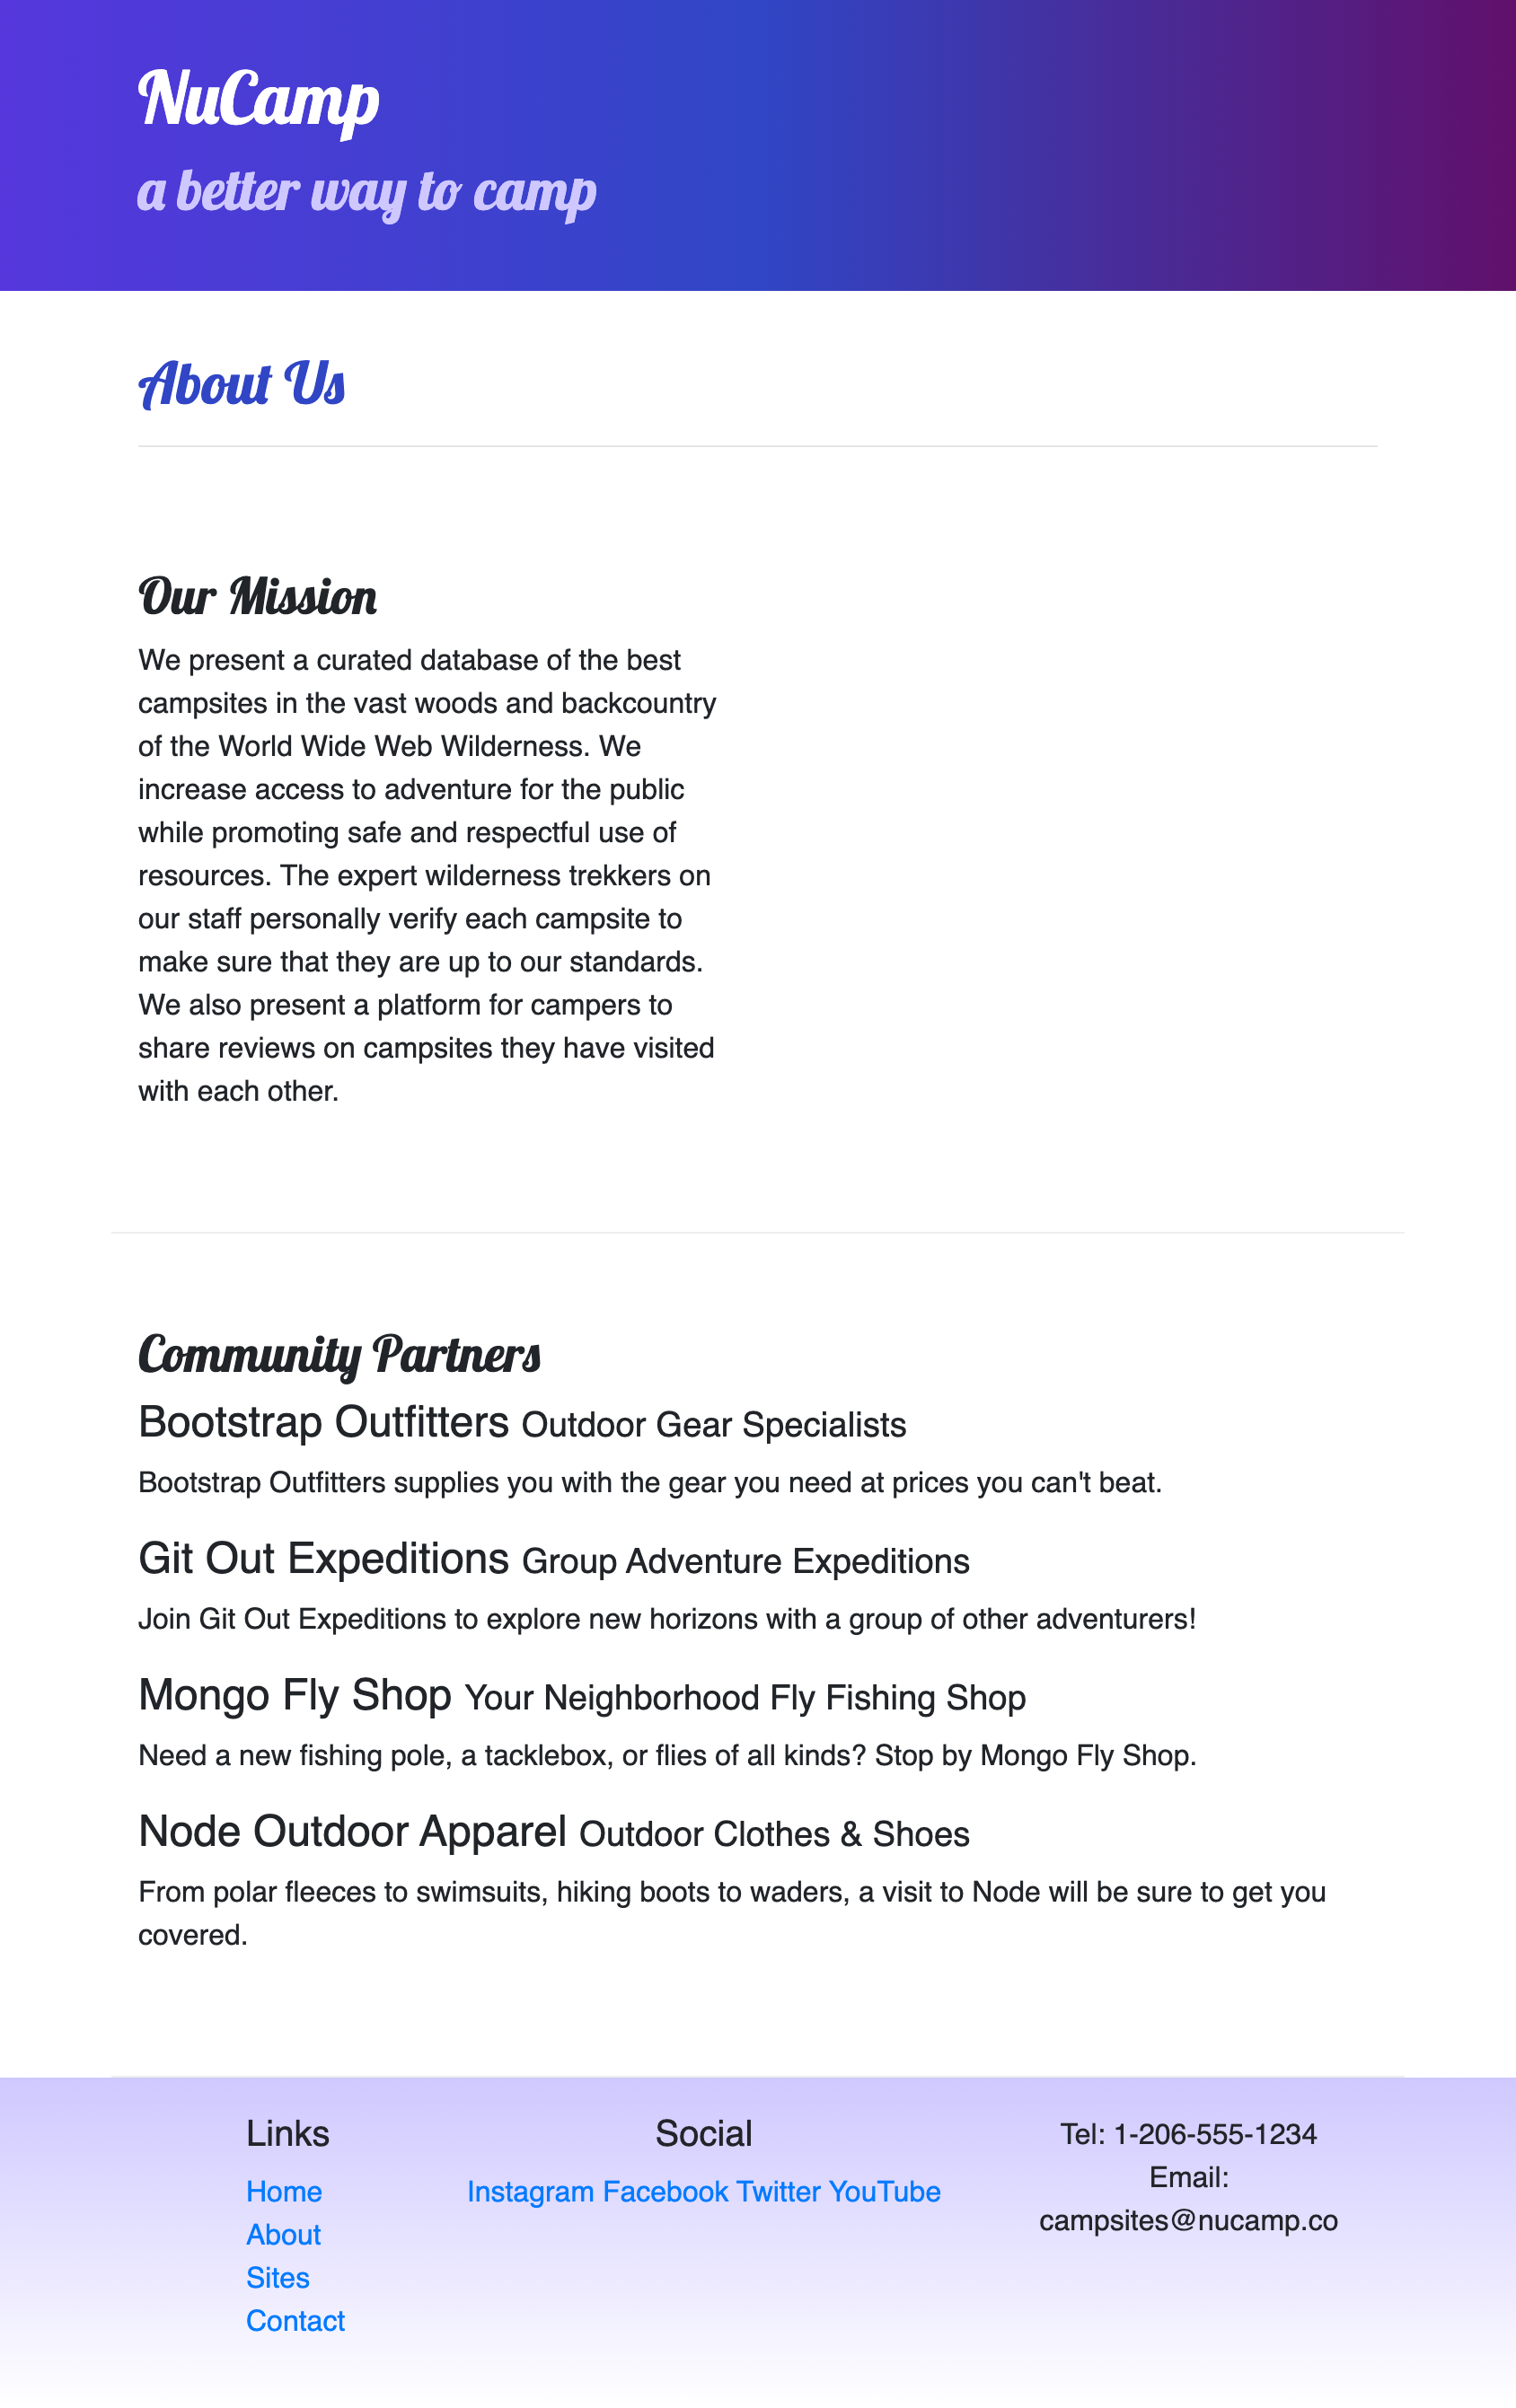 NuCamp
a better way to camp
About Us
Our Mission
We present a curated database of the best
campsites in the vast woods and backcountry
of the World Wide Web Wilderness. We
increase access to adventure for the public
while promoting safe and respectful use of
resources. The expert wilderness trekkers on
our staff personally verify each campsite to
make sure that they are up to our standards.
We also present a platform for campers to
share reviews on campsites they have visited
with each other.
Community Partners
Bootstrap Outfitters Outdoor Gear Specialists
Bootstrap Outfitters supplies you with the gear you need at prices you can't beat.
Git Out Expeditions Group Adventure Expeditions
Join Git Out Expeditions to explore new horizons with a group of other adventurers!
Mongo Fly Shop Your Neighborhood Fly Fishing Shop
Need a new fishing pole, a tacklebox, or flies of all kinds? Stop by Mongo Fly Shop.
Node Outdoor Apparel Outdoor Clothes & Shoes
From polar fleeces to swimsuits, hiking boots to waders, a visit to Node will be sure to get you
covered.
Links
Home
About
Sites
Contact
Social
Instagram Facebook Twitter YouTube
Tel: 1-206-555-1234
Email:
campsites@nucamp.co